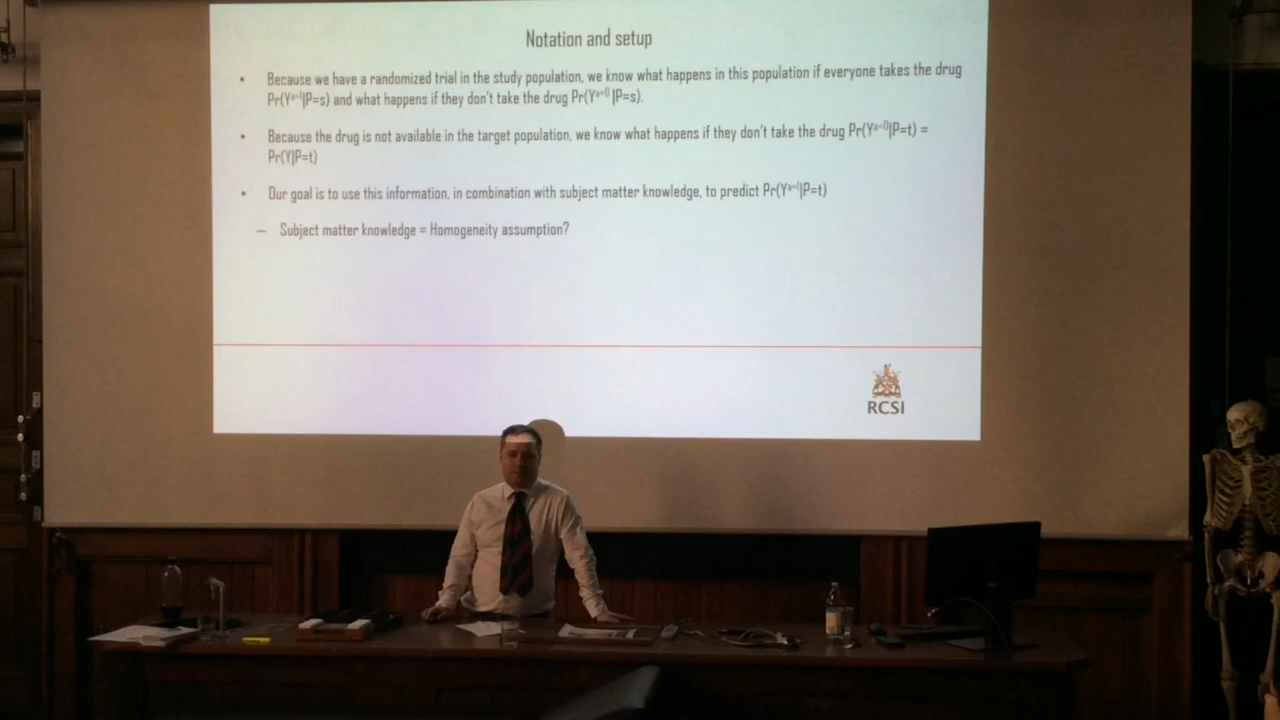 Notation and setup
• Because we have a randomized trial in the study population, we know what happens in this population if everyone takes the drug
Pr(Yᵃ⁼¹|P=s) and what happens if they don't take the drug Pr(Yᵃ⁼⁰|P=s).
• Because the drug is not available in the target population, we know what happens if they don't take the drug Pr(Yᵃ⁼⁰|P=t) =
Pr(Y|P=t)
• Our goal is to use this information, in combination with subject matter knowledge, to predict Pr(Yᵃ⁼¹|P=t)
– Subject matter knowledge = Homogeneity assumption?
RCSI